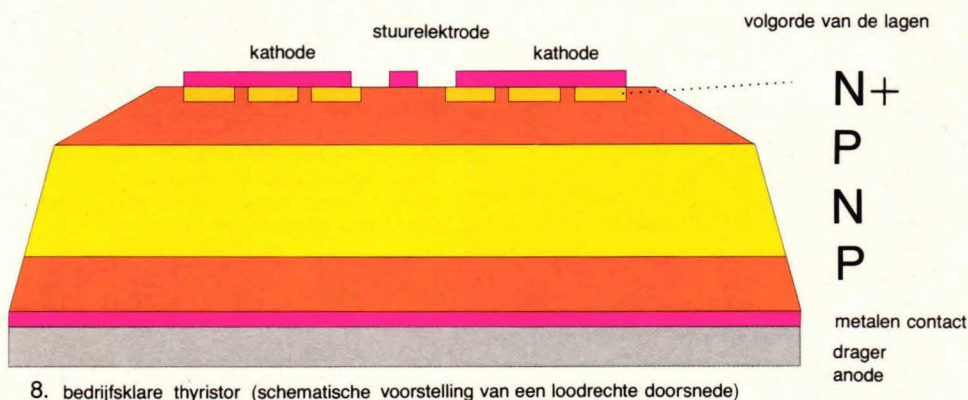 volgorde van de lagen
stuurelektrode
kathode kathode
N+
P
N
P
metalen contact
drager
anode
8. bedrijfsklare thyristor (schematische voorstelling van een loodrechte doorsnede)